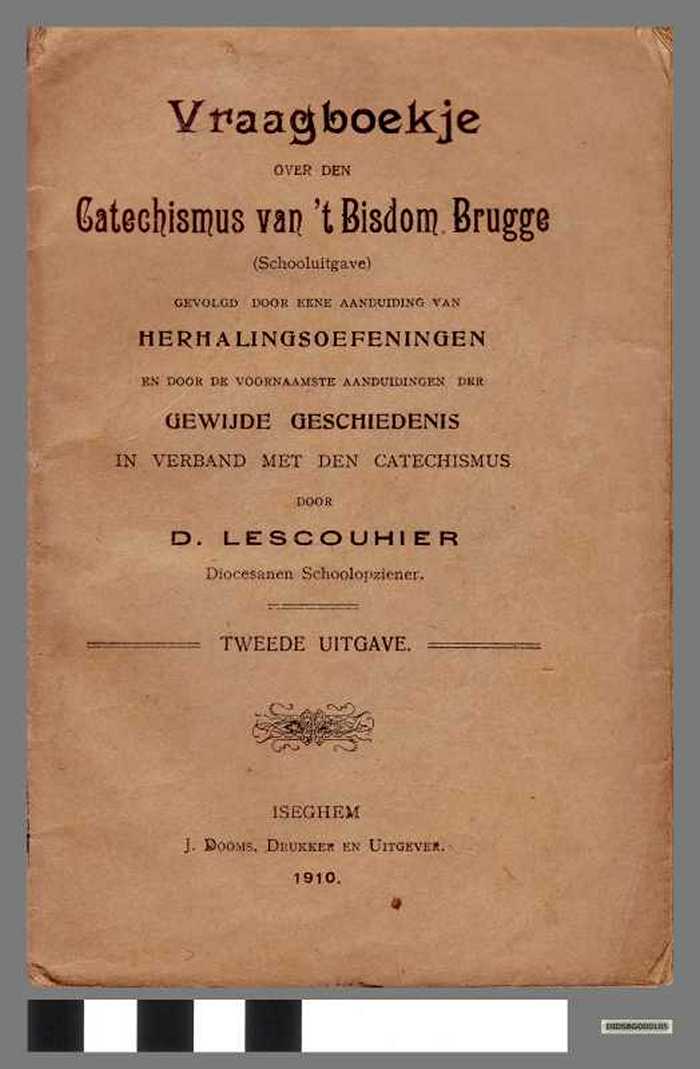 Vraagboekje
OVER DEN
Catechismus van 't Bisdom Brugge
(Schooluitgave)
GEVOLGD DOOR EENE AANDUIDING VAN
HERHALINGSOEFENINGEN
EN DOOR DE VOORNAAMSTE AANDUIDINGEN DER
GEWIJDE GESCHIEDENIS
IN VERBAND MET DEN CATECHISMUS
DOOR
D. LESCOUHIER
Diocesanen Schoolopziener.
TWEEDE UITGAVE.
ISEGHEM
J. DOOMS, DRUKKER EN UITGEVER.
1910.